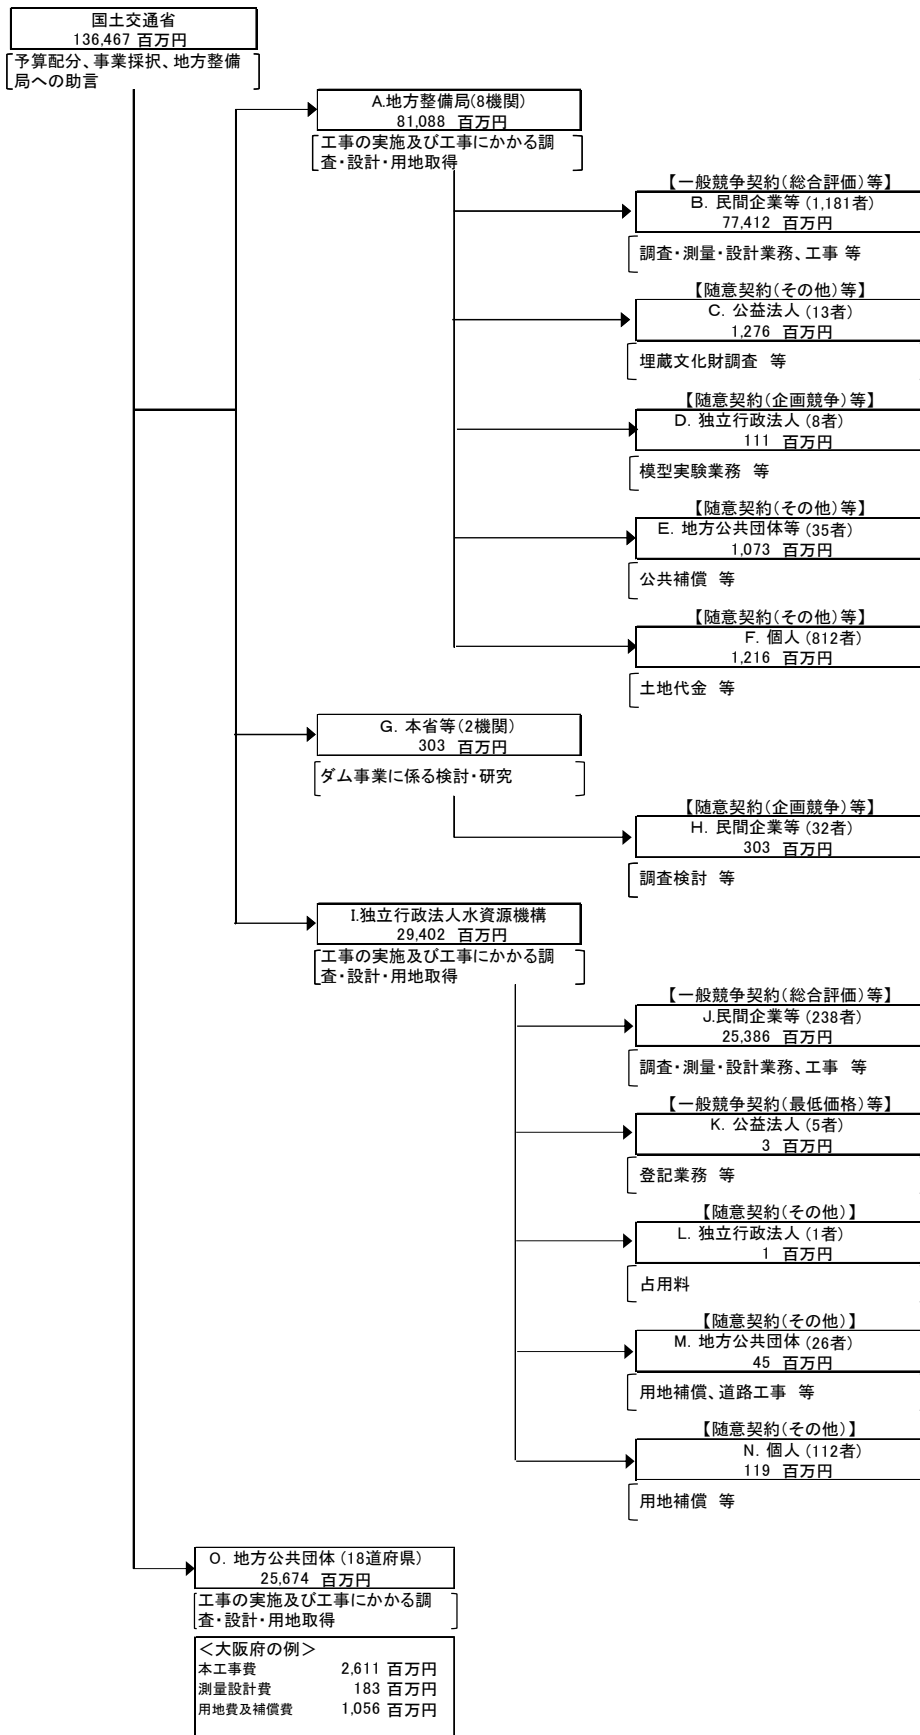 国土交通省
136,467 百万円
予算配分、事業採択、地方整備
局への助言
A.地方整備局(8機関)
81,088 百万円
工事の実施及び工事にかかる調
査・設計・用地取得
【一般競争契約(総合評価)等】
B. 民間企業等 (1,181者)
77,412 百万円
調査・測量・設計業務、工事 等
【随意契約(その他)等】
C. 公益法人 (13者)
1,276 百万円
埋蔵文化財調査 等
【随意契約(企画競争)等】
D. 独立行政法人 (8者)
111 百万円
模型実験業務 等
【随意契約(その他)等】
E. 地方公共団体等 (35者)
1,073 百万円
公共補償 等
【随意契約(その他)等】
F. 個人 (812者)
1,216 百万円
土地代金 等
G. 本省等(2機関)
303 百万円
ダム事業に係る検討・研究
【随意契約(企画競争)等】
H. 民間企業等 (32者)
303 百万円
調査検討 等
I.独立行政法人水資源機構
29,402 百万円
工事の実施及び工事にかかる調
査・設計・用地取得
【一般競争契約(総合評価)等】
J.民間企業等 (238者)
25,386 百万円
調査・測量・設計業務、工事 等
【一般競争契約(最低価格)等】
K. 公益法人 (5者)
3 百万円
登記業務 等
【随意契約(その他)】
L. 独立行政法人 (1者)
1 百万円
占用料
【随意契約(その他)】
M. 地方公共団体 (26者)
45 百万円
用地補償、道路工事 等
【随意契約(その他)】
N. 個人 (112者)
119 百万円
用地補償 等
O. 地方公共団体 (18道府県)
25,674 百万円
工事の実施及び工事にかかる調
査・設計・用地取得
＜大阪府の例＞
本工事費 2,611 百万円
測量設計費 183 百万円
用地費及補償費 1,056 百万円